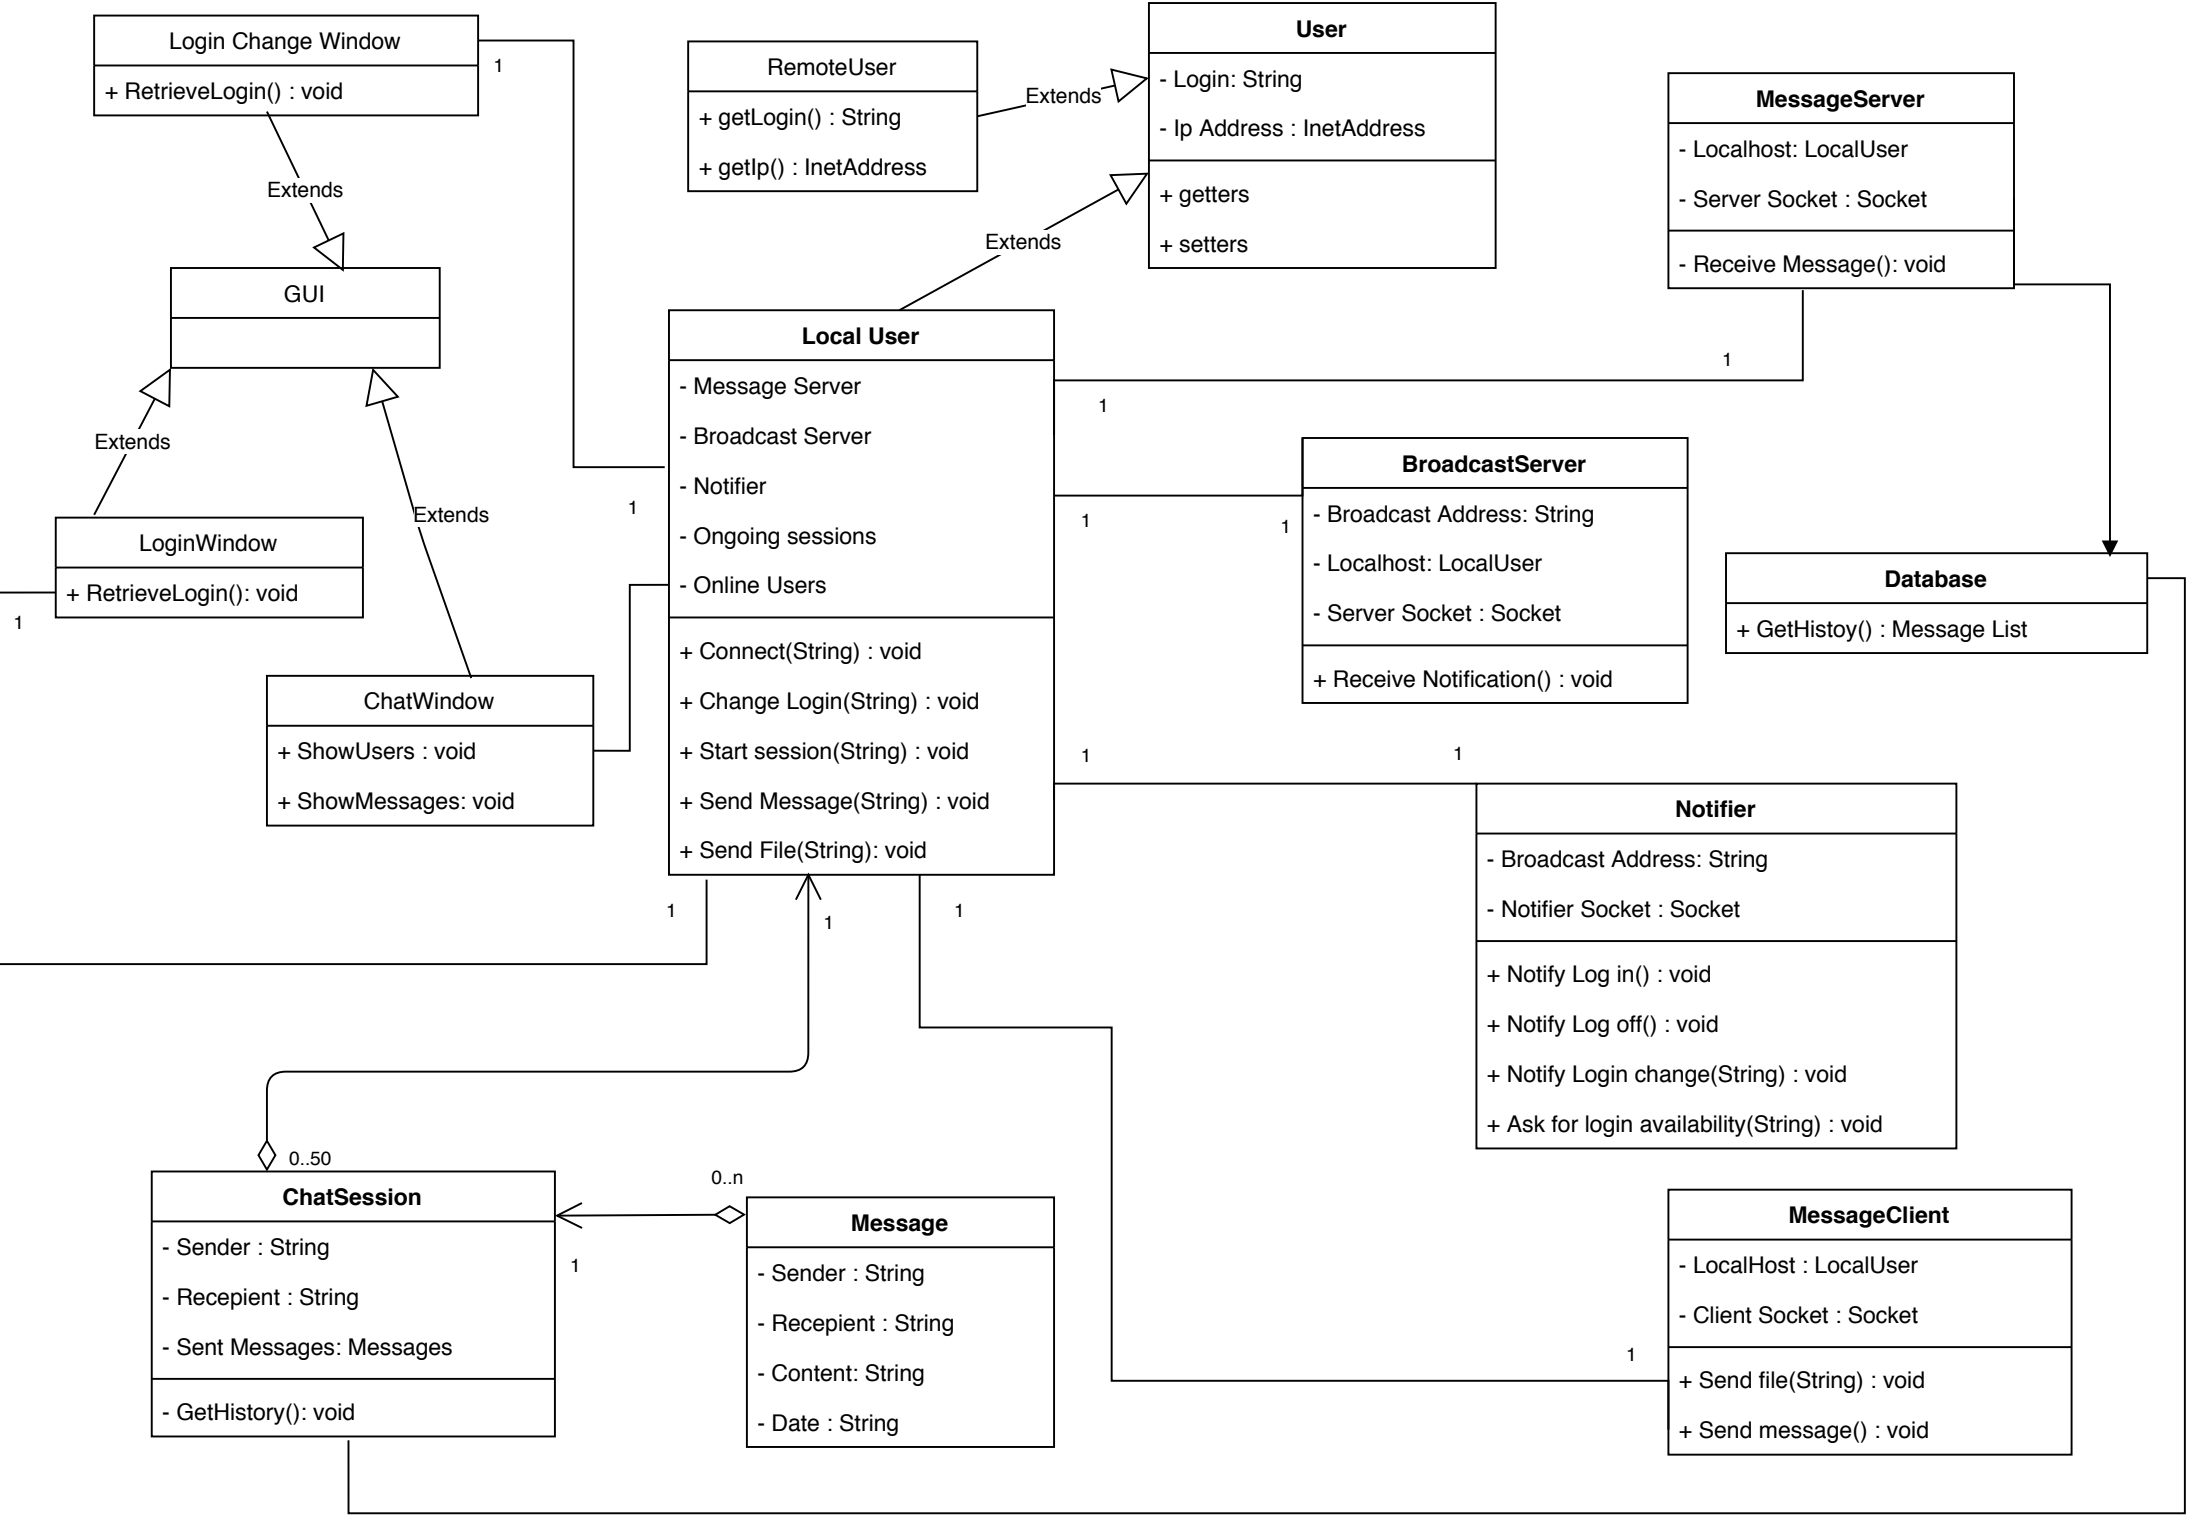 Login Change Window
+ RetrieveLogin() : void
1
Extends
GUI
Extends
Extends
LoginWindow
+ RetrieveLogin(): void
1
ChatWindow
+ ShowUsers : void
+ ShowMessages: void
RemoteUser
+ getLogin() : String
+ getIp() : InetAddress
Extends
User
- Login: String
- Ip Address : InetAddress
+ getters
+ setters
Extends
Local User
- Message Server
- Broadcast Server
- Notifier
- Ongoing sessions
- Online Users
+ Connect(String) : void
+ Change Login(String) : void
+ Start session(String) : void
+ Send Message(String) : void
+ Send File(String): void
1
1
1
1
1
1
1
MessageServer
- Localhost: LocalUser
- Server Socket : Socket
- Receive Message(): void
1
BroadcastServer
- Broadcast Address: String
- Localhost: LocalUser
- Server Socket : Socket
+ Receive Notification() : void
1
Database
+ GetHistoy() : Message List
1
Notifier
- Broadcast Address: String
- Notifier Socket : Socket
+ Notify Log in() : void
+ Notify Log off() : void
+ Notify Login change(String) : void
+ Ask for login availability(String) : void
0..50
ChatSession
- Sender : String
- Recepient : String
- Sent Messages: Messages
- GetHistory(): void
1
0..n
Message
- Sender : String
- Recepient : String
- Content: String
- Date : String
1
MessageClient
- LocalHost : LocalUser
- Client Socket : Socket
+ Send file(String) : void
+ Send message() : void